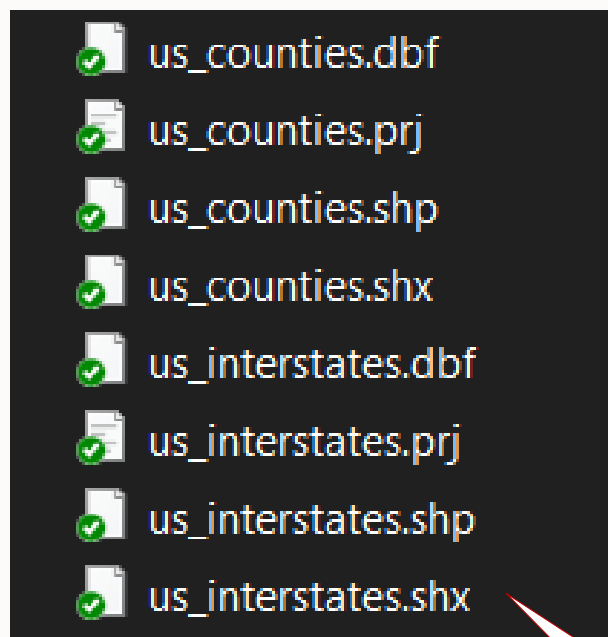 us_counties.dbf
us_counties.prj
us_counties.shp
us_counties.shx
us_interstates.dbf
us_interstates.prj
us_interstates.shp
us_interstates.shx